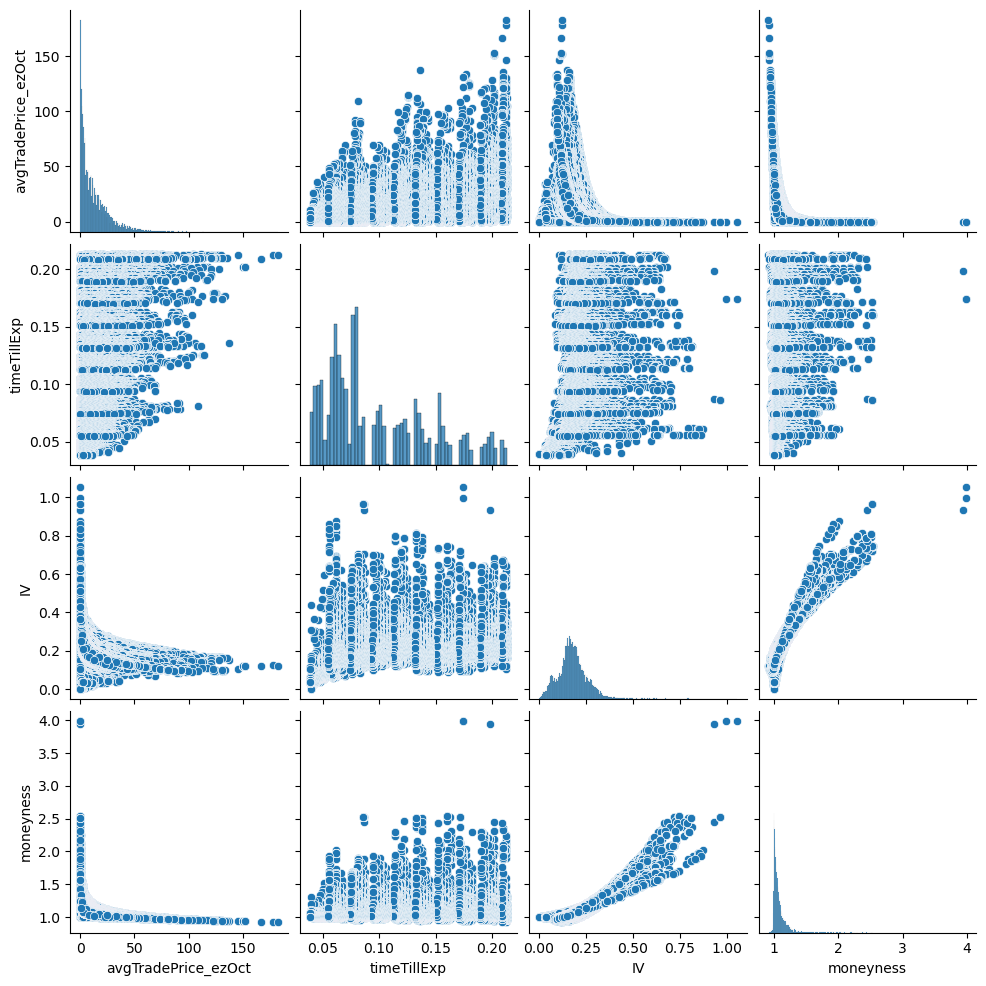 avgTradePrice_ezOct
150
100
50
0
timeTillExp
0.20
0.15
0.10
0.05
IV
1.0
0.8
0.6
0.4
0.2
0.0
moneyness
4.0
3.5
3.0
2.5
2.0
1.5
1.0
0 50 100 150
0.05 0.10 0.15 0.20
0.00 0.25 0.50 0.75 1.00
1 2 3 4
avgTradePrice_ezOct timeTillExp IV moneyness